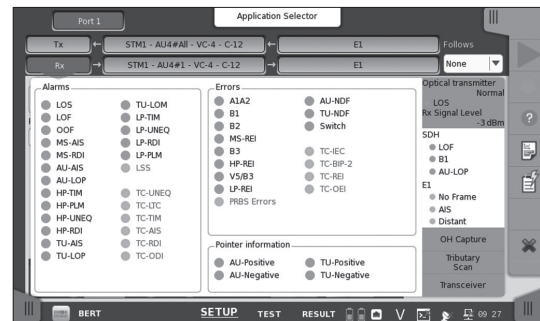 Application Selector
Port 1
Tx STM1 - AU4#All - VC-4 - C-12 E1 Follows
Rx STM1 - AU4#1 - VC-4 - C-12 E1 None
Alarms
LOS
LOF
OOF
MS-AIS
MS-RDI
AU-AIS
AU-LOP
HP-TIM
HP-PLM
HP-UNEQ
HP-RDI
TU-AIS
TU-LOP
TU-LOM
LP-TIM
LP-UNEQ
LP-RDI
LP-PLM
LSS
TC-UNEQ
TC-LTC
TC-TIM
TC-AIS
TC-RDI
TC-ODI
Errors
A1A2
B1
B2
MS-REI
B3
HP-REI
V5/B3
LP-REI
PRBS Errors
AU-NDF
TU-NDF
Switch
TC-IEC
TC-BIP-2
TC-REI
TC-OEI
Pointer information
AU-Positive
AU-Negative
TU-Positive
TU-Negative
Optical transmitter
Normal
LOS
Rx Signal Level
-3 dBm
SDH
LOF
B1
AU-LOP
E1
No Frame
AIS
Distant
OH Capture
Tributary
Scan
Transceiver
BERT SETUP TEST RESULT V 09 27